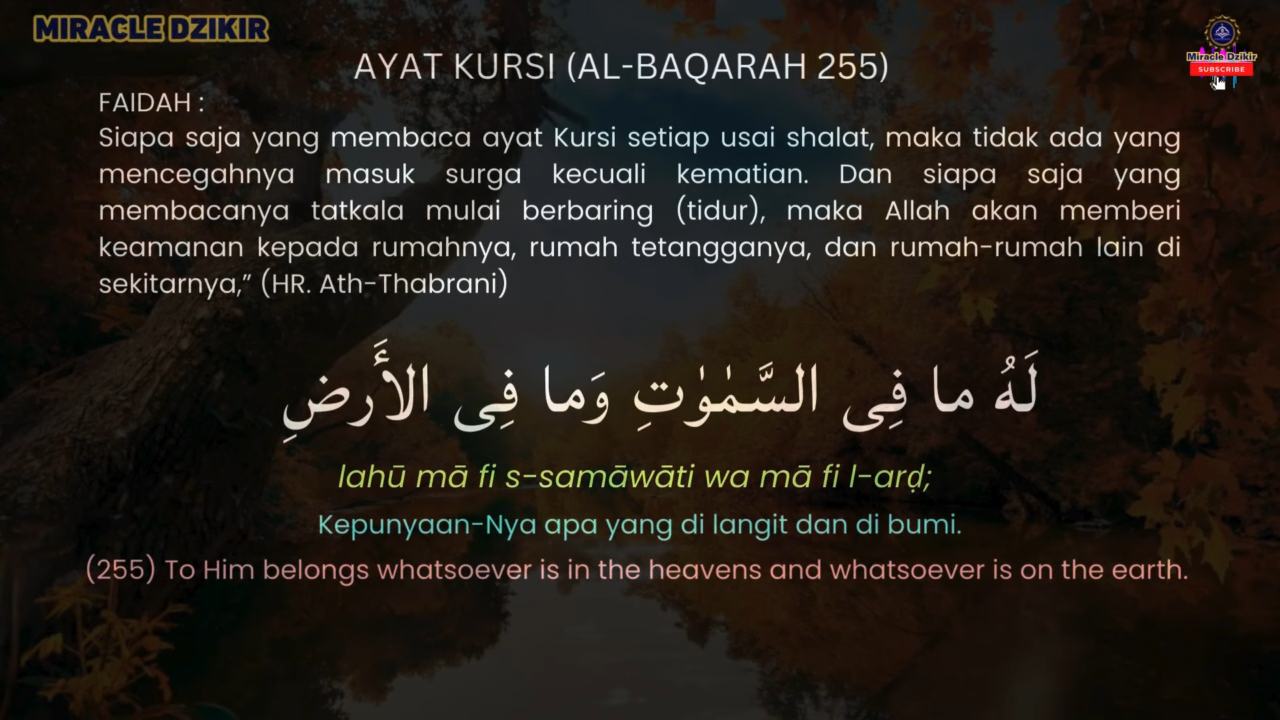 MIRACLE DZIKIR
Miracle Dzikir
SUBSCRIBE
AYAT KURSI (AL-BAQARAH 255)
FAIDAH :
Siapa saja yang membaca ayat Kursi setiap usai shalat, maka tidak ada yang
mencegahnya masuk surga kecuali kematian. Dan siapa saja yang
membacanya tatkala mulai berbaring (tidur), maka Allah akan memberi
keamanan kepada rumahnya, rumah tetangganya, dan rumah-rumah lain di
sekitarnya,” (HR. Ath-Thabrani)
لَهُ ما فِى السَّمٰوٰتِ وَما فِى الأَرضِ
lahū mā fi s-samāwāti wa mā fi l-arḍ;
Kepunyaan-Nya apa yang di langit dan di bumi.
(255) To Him belongs whatsoever is in the heavens and whatsoever is on the earth.